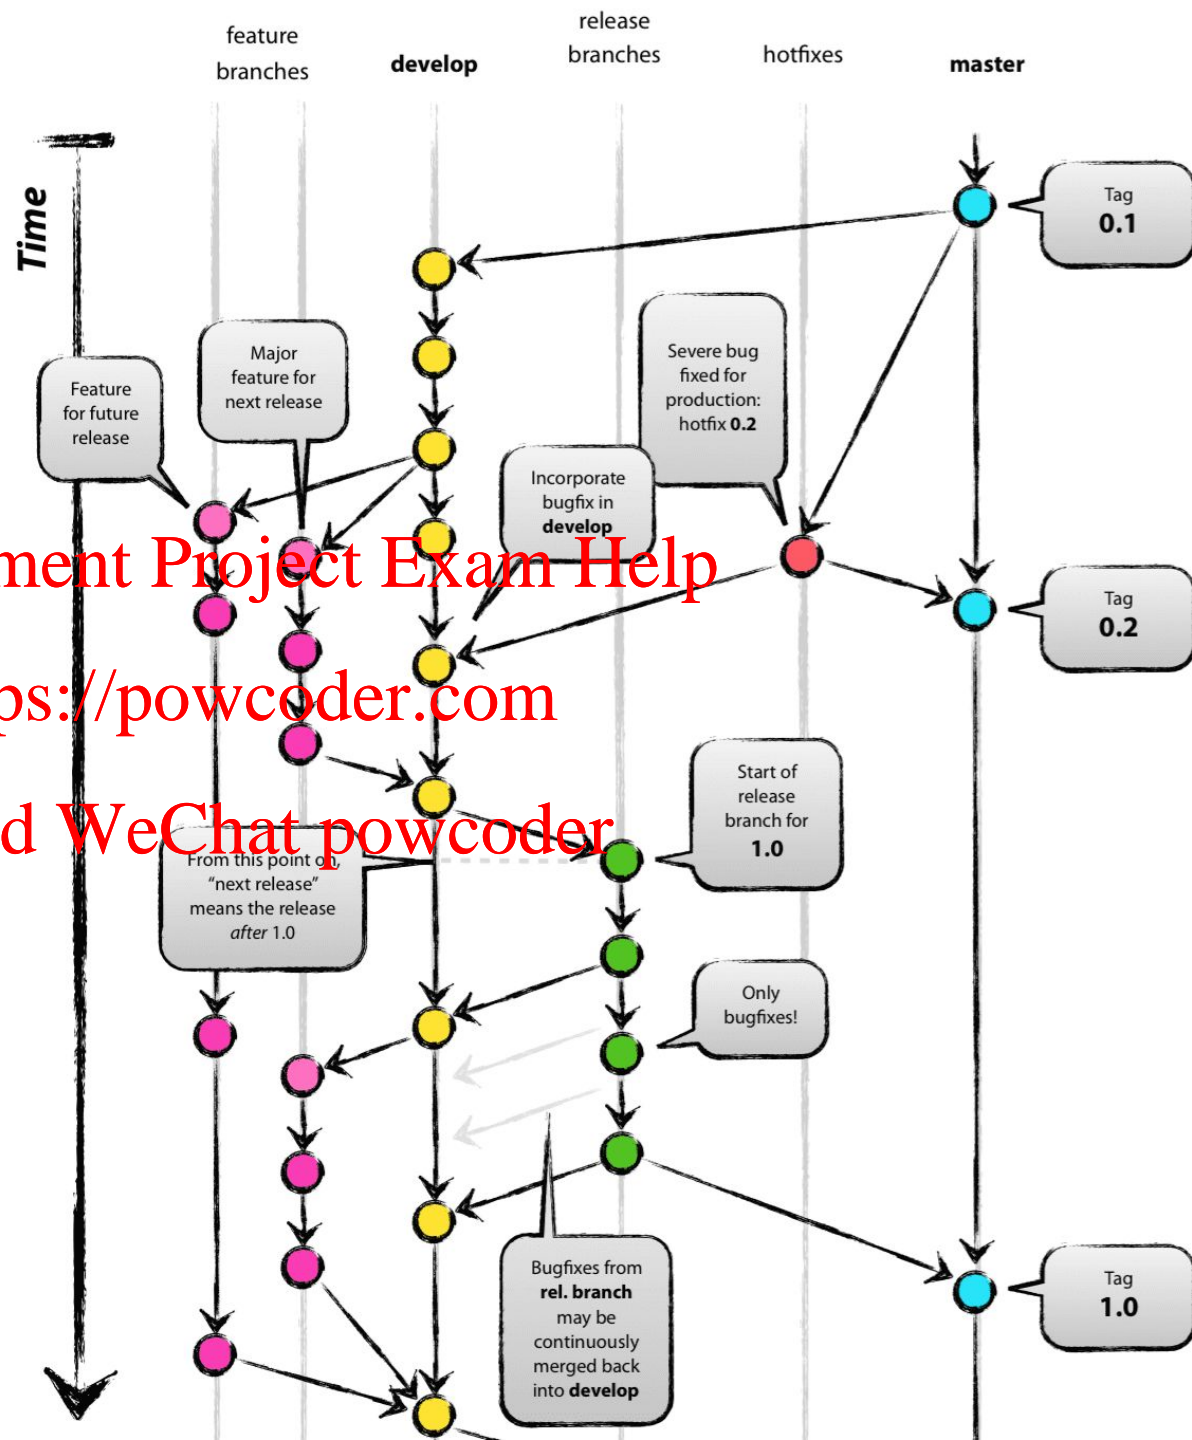 feature
branches
develop
release
branches
hotfixes
master
Time
Tag
0.1
Major
feature for
next release
Feature
for future
release
Severe bug
fixed for
production:
hotfix 0.2
Incorporate
bugfix in
develop
ment Project Exam Help
Tag
0.2
ps://powcoder.com
d WeChat powcoder
Start of
release
branch for
1.0
From this point on,
“next release”
means the release
after 1.0
Only
bugfixes!
Bugfixes from
rel. branch
may be
continuously
merged back
into develop
Tag
1.0